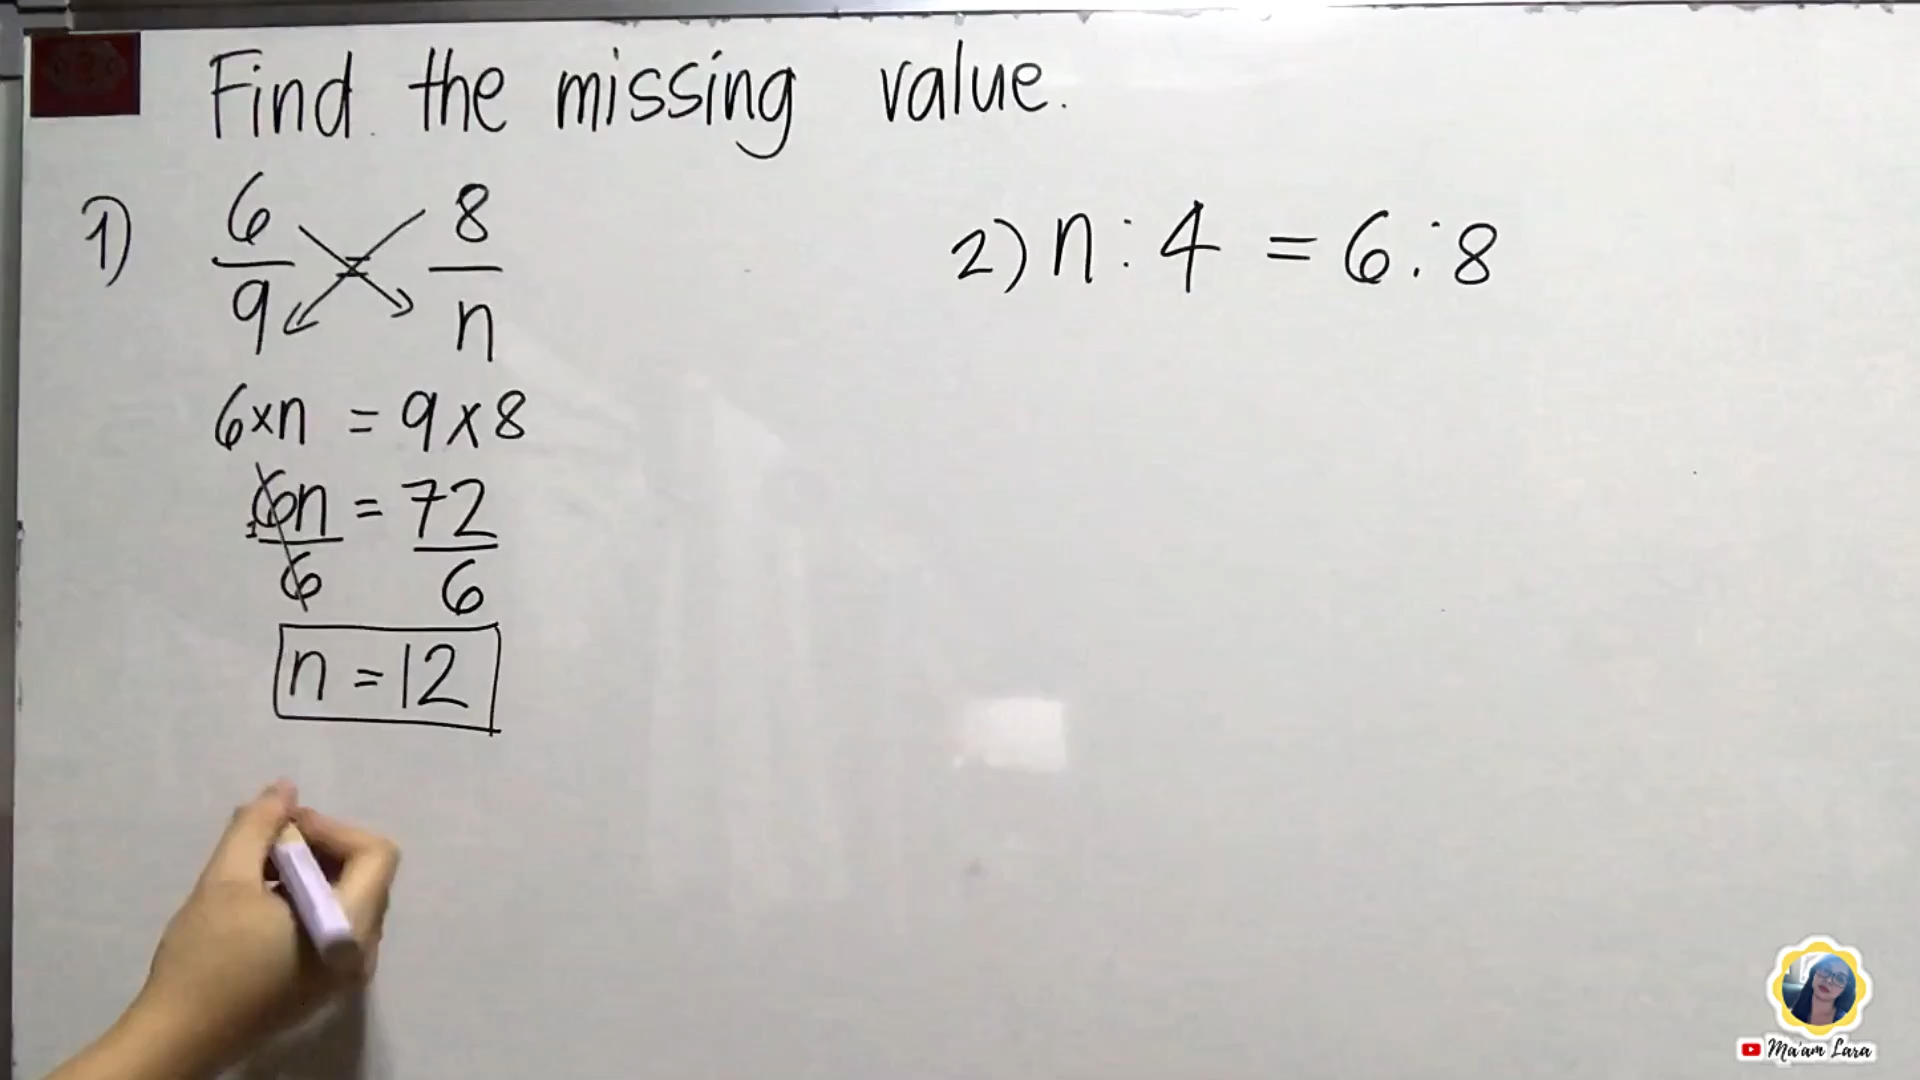 Find the missing value.
1) 6/9 = 8/n
6×n = 9×8
6n/6 = 72/6
n = 12
2) n : 4 = 6 : 8
Ma'am Lara